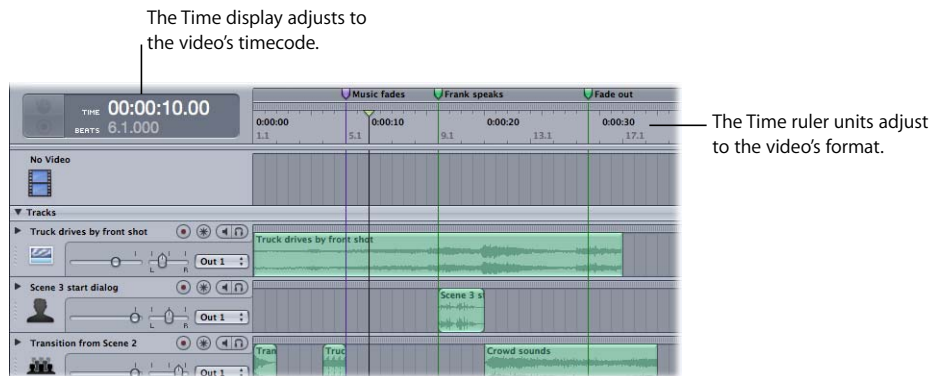 The Time display adjusts to
the video's timecode.
Music fades
Frank speaks
Fade out
TIME 00:00:10.00
BEATS 6.1.000
0:00:00
0:00:10
0:00:20
0:00:30
1.1
5.1
9.1
13.1
17.1
The Time ruler units adjust
to the video's format.
No Video
Tracks
Truck drives by front shot
L R Out 1
Truck drives by front shot
Scene 3 start dialog
L R Out 1
Scene 3 s
Transition from Scene 2
Out 1
Tran
Truc
Crowd sounds